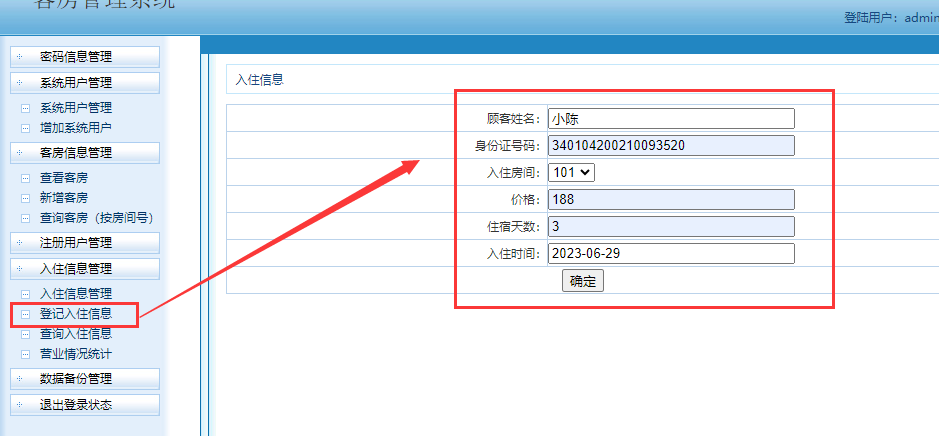 客房管理系统
登陆用户：admin
密码信息管理
系统用户管理
系统用户管理
增加系统用户
客房信息管理
查看客房
新增客房
查询客房（按房间号）
注册用户管理
入住信息管理
入住信息管理
登记入住信息
查询入住信息
营业情况统计
数据备份管理
退出登录状态
入住信息
顾客姓名： 小陈
身份证号码： 340104200210093520
入住房间： 101
价格： 188
住宿天数： 3
入住时间： 2023-06-29
确定